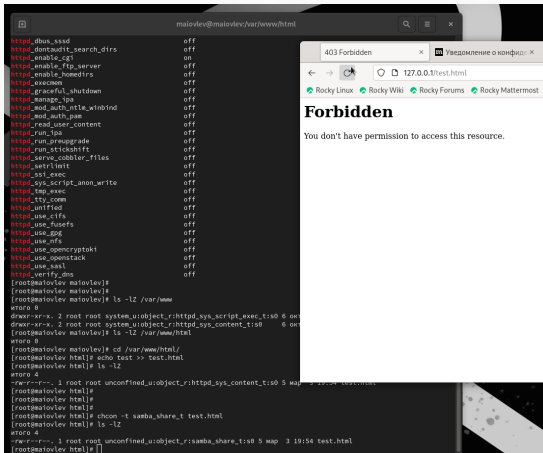 maiovlev@maiovlev:/var/www/html
httpd_dbus_sssd off
httpd_dontaudit_search_dirs off
httpd_enable_cgi on
httpd_enable_ftp_server off
httpd_enable_homedirs off
httpd_execmem off
httpd_graceful_shutdown off
httpd_manage_ipa off
httpd_mod_auth_ntlm_winbind off
httpd_mod_auth_pam off
httpd_read_user_content off
httpd_run_ipa off
httpd_run_preupgrade off
httpd_run_stickshift off
httpd_serve_cobbler_files off
httpd_setrlimit off
httpd_ssi_exec off
httpd_sys_script_anon_write off
httpd_tmp_exec off
httpd_tty_comm off
httpd_unified off
httpd_use_cifs off
httpd_use_fusefs off
httpd_use_gpg off
httpd_use_nfs off
httpd_use_opencryptoki off
httpd_use_openstack off
httpd_use_sasl off
httpd_verify_dns off
[root@maiovlev maiovlev]#
[root@maiovlev maiovlev]#
[root@maiovlev maiovlev]# ls -lZ /var/www
итого 0
drwxr-xr-x. 2 root root system_u:object_r:httpd_sys_script_exec_t:s0 6 окт
drwxr-xr-x. 2 root root system_u:object_r:httpd_sys_content_t:s0 6 окт
[root@maiovlev maiovlev]# ls -lZ /var/www/html
итого 0
[root@maiovlev maiovlev]# cd /var/www/html/
[root@maiovlev html]# echo test >> test.html
[root@maiovlev html]# ls -lZ
итого 4
-rw-r--r--. 1 root root unconfined_u:object_r:httpd_sys_content_t:s0 5 мар 3 19:54 test.html
[root@maiovlev html]#
[root@maiovlev html]#
[root@maiovlev html]# chcon -t samba_share_t test.html
[root@maiovlev html]# ls -lZ
итого 4
-rw-r--r--. 1 root root unconfined_u:object_r:samba_share_t:s0 5 мар 3 19:54 test.html
[root@maiovlev html]#
403 Forbidden
Уведомление о конфид
127.0.0.1/test.html
Rocky Linux Rocky Wiki Rocky Forums Rocky Mattermost
Forbidden
You don't have permission to access this resource.